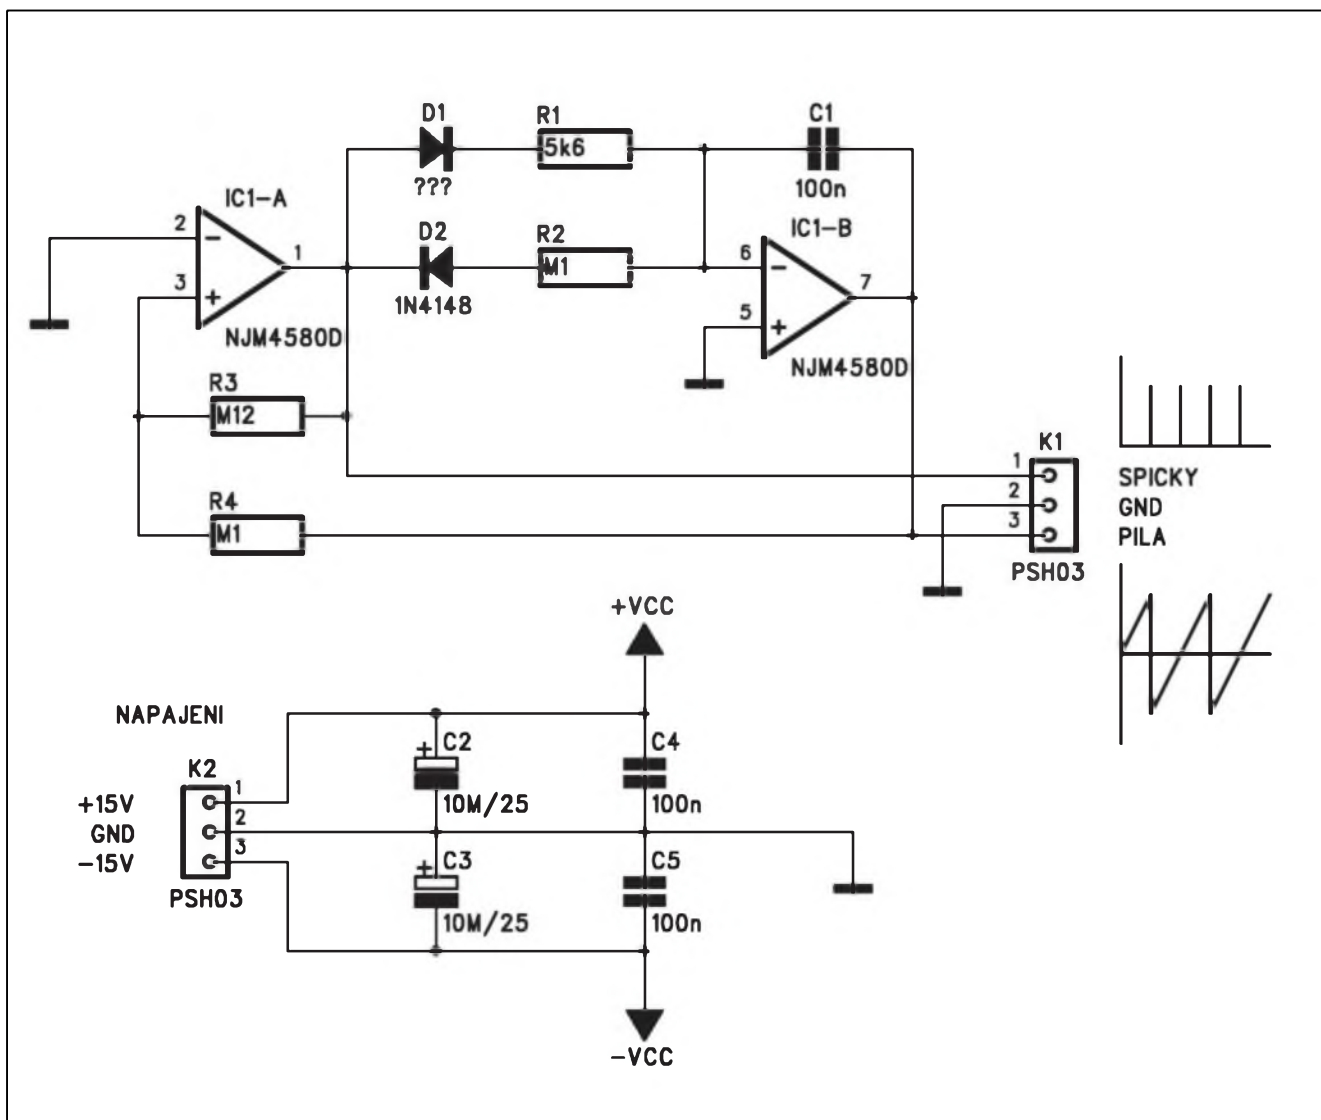 D1
R1
C1
5k6
???
100n
IC1-A
IC1-B
D2
R2
2
-
1
M1
6
-
7
3
+
1N4148
5
+
NJM4580D
NJM4580D
R3
M12
K1
1
SPICKY
2
GND
R4
3
PILA
M1
PSH03
+VCC
NAPAJENI
+
C2
C4
K2
1
+15V
10M/25
100n
2
GND
3
-15V
+
C3
C5
PSH03
10M/25
100n
-VCC